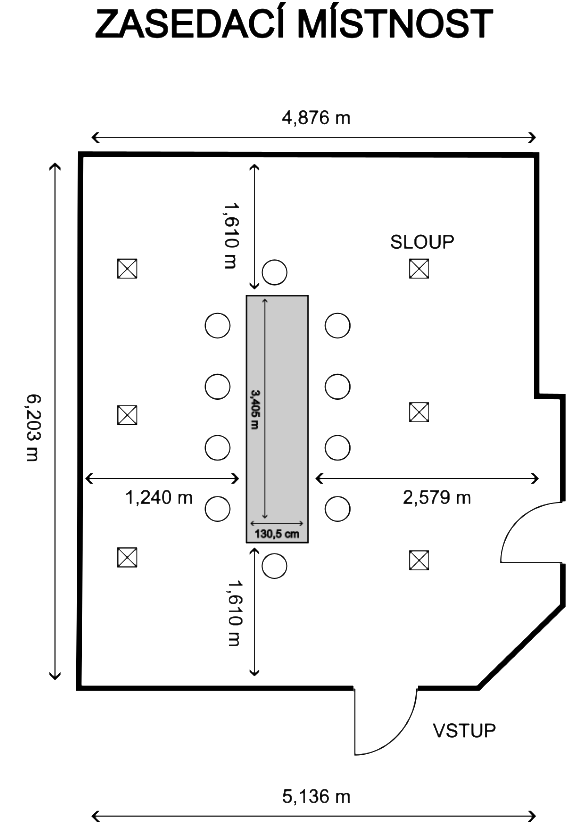 ZASEDACÍ MÍSTNOST
4,876 m
1,610 m
SLOUP
6,203 m
3,405 m
1,240 m
2,579 m
130,5 cm
1,610 m
VSTUP
5,136 m